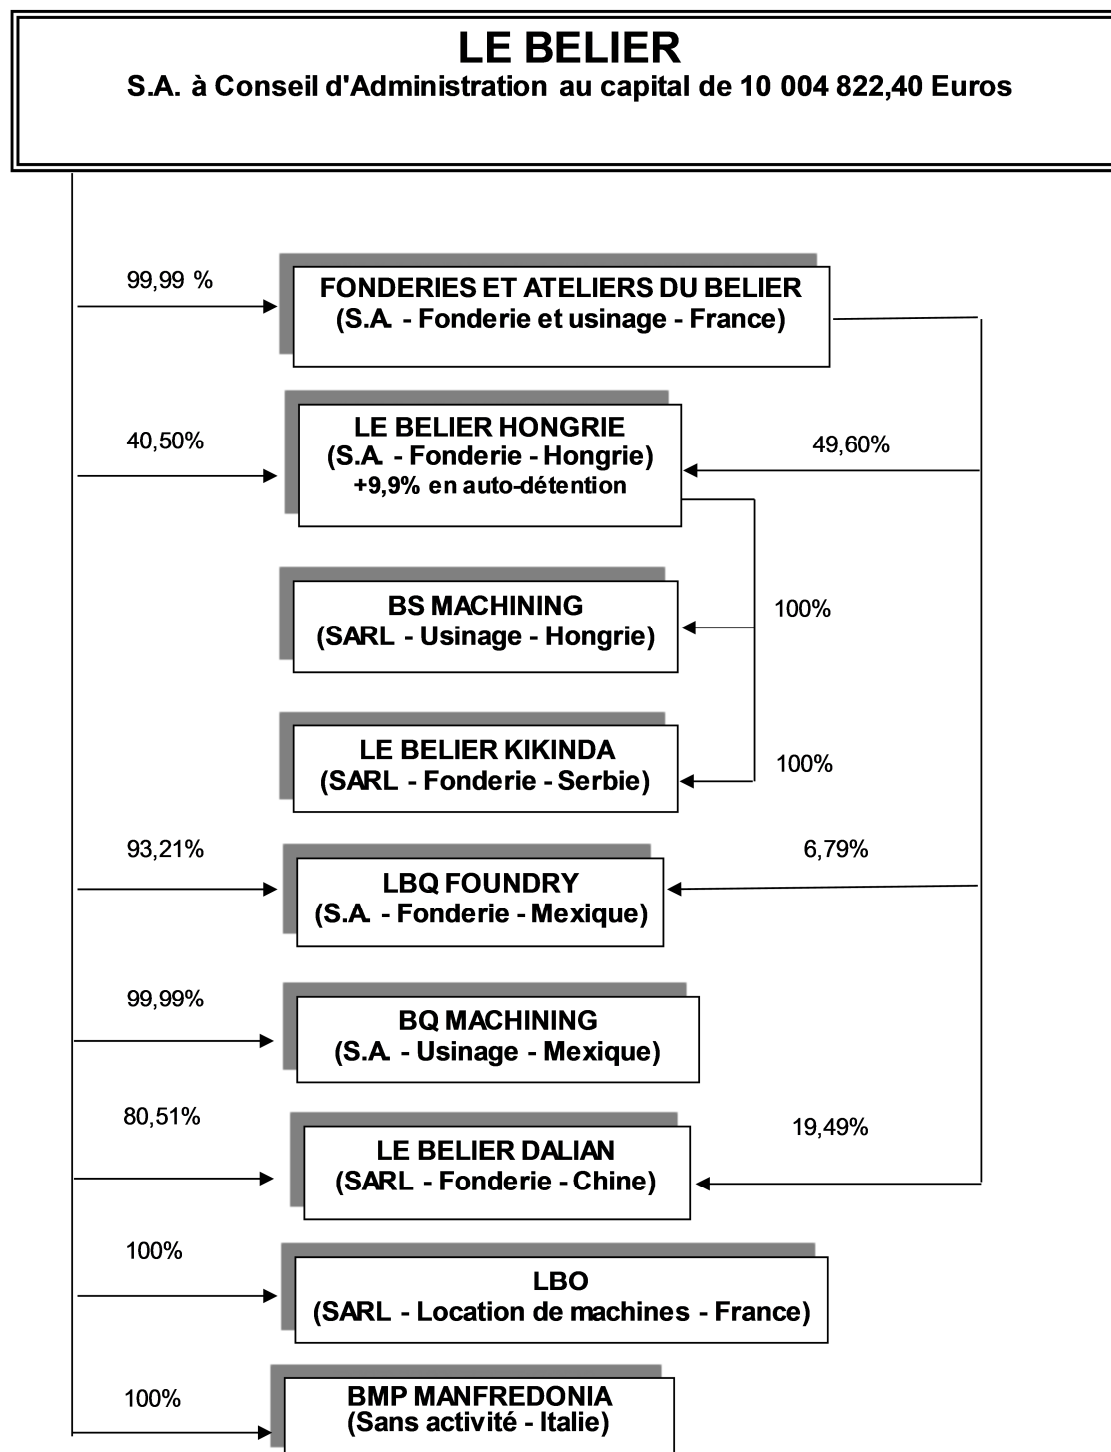 LE BELIER
S.A. à Conseil d'Administration au capital de 10 004 822,40 Euros
99,99 %
FONDERIES ET ATELIERS DU BELIER
(S.A. - Fonderie et usinage - France)
40,50%
LE BELIER HONGRIE
(S.A. - Fonderie - Hongrie)
+9,9% en auto-détention
49,60%
BS MACHINING
(SARL - Usinage - Hongrie)
100%
LE BELIER KIKINDA
(SARL - Fonderie - Serbie)
100%
93,21%
LBQ FOUNDRY
(S.A. - Fonderie - Mexique)
6,79%
99,99%
BQ MACHINING
(S.A. - Usinage - Mexique)
80,51%
LE BELIER DALIAN
(SARL - Fonderie - Chine)
19,49%
100%
LBO
(SARL - Location de machines - France)
100%
BMP MANFREDONIA
(Sans activité - Italie)